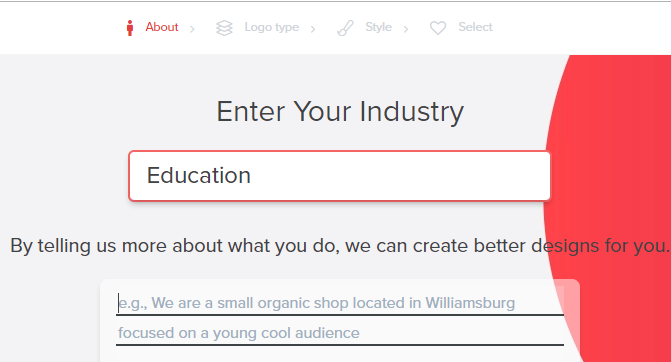 About > Logo type > Style > Select
Enter Your Industry
Education
By telling us more about what you do, we can create better designs for you.
e.g., We are a small organic shop located in Williamsburg
focused on a young cool audience